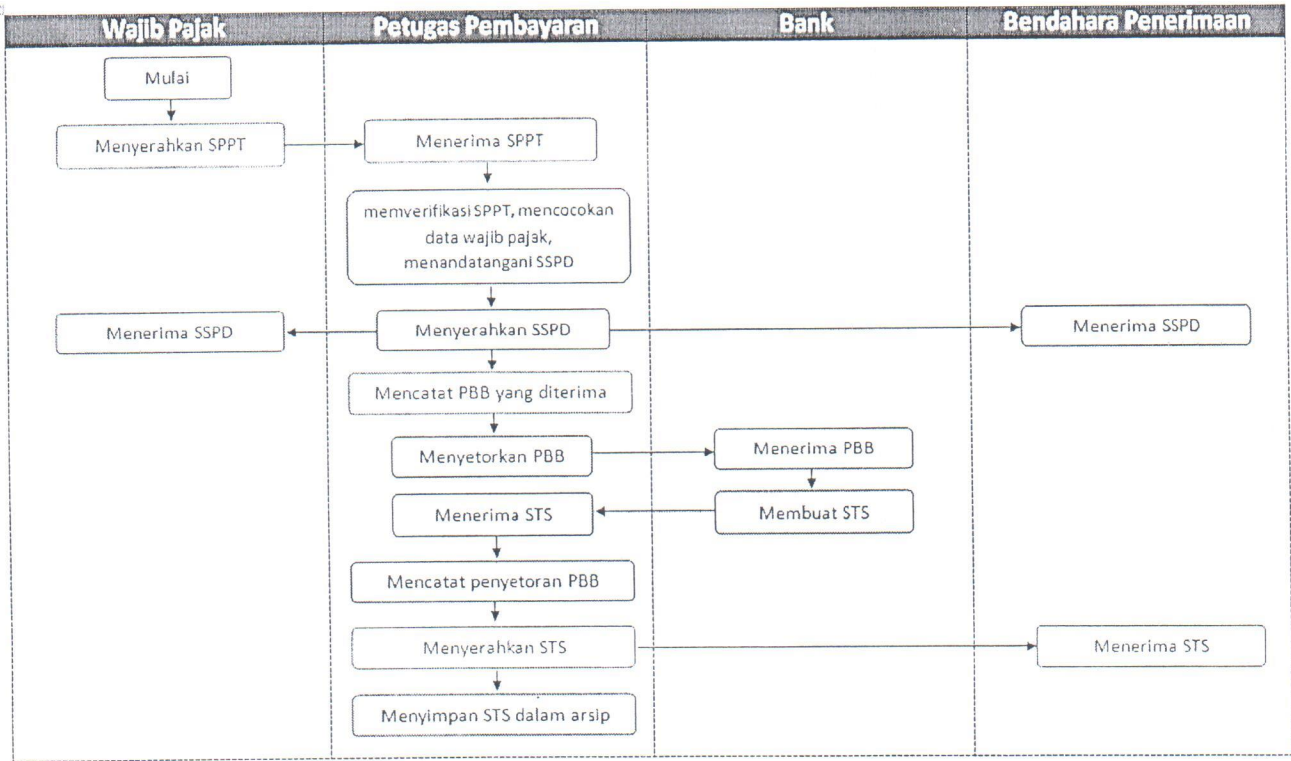 Wajib Pajak
Petugas Pembayaran
Bank
Bendahara Penerimaan
Mulai
Menyerahkan SPPT
Menerima SPPT
memverifikasi SPPT, mencocokan
data wajib pajak,
menandatangani SSPD
Menerima SSPD
Menyerahkan SSPD
Menerima SSPD
Mencatat PBB yang diterima
Menyetorkan PBB
Menerima PBB
Menerima STS
Membuat STS
Mencatat penyetoran PBB
Menyerahkan STS
Menerima STS
Menyimpan STS dalam arsip